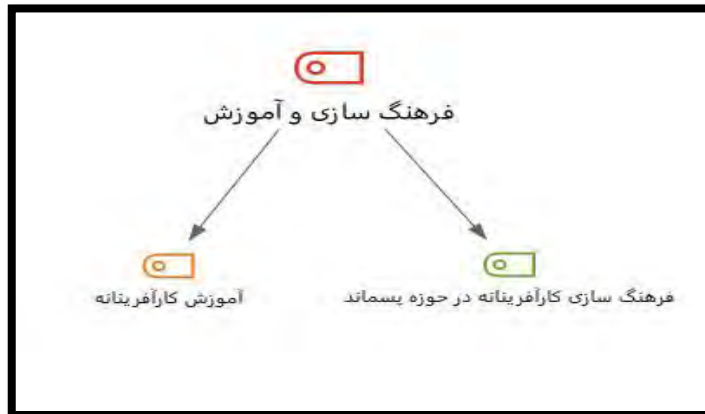 فرهنگ سازی و آموزش
فرهنگ سازی کارآفرینانه در حوزه پسماند
آموزش کارآفرینانه